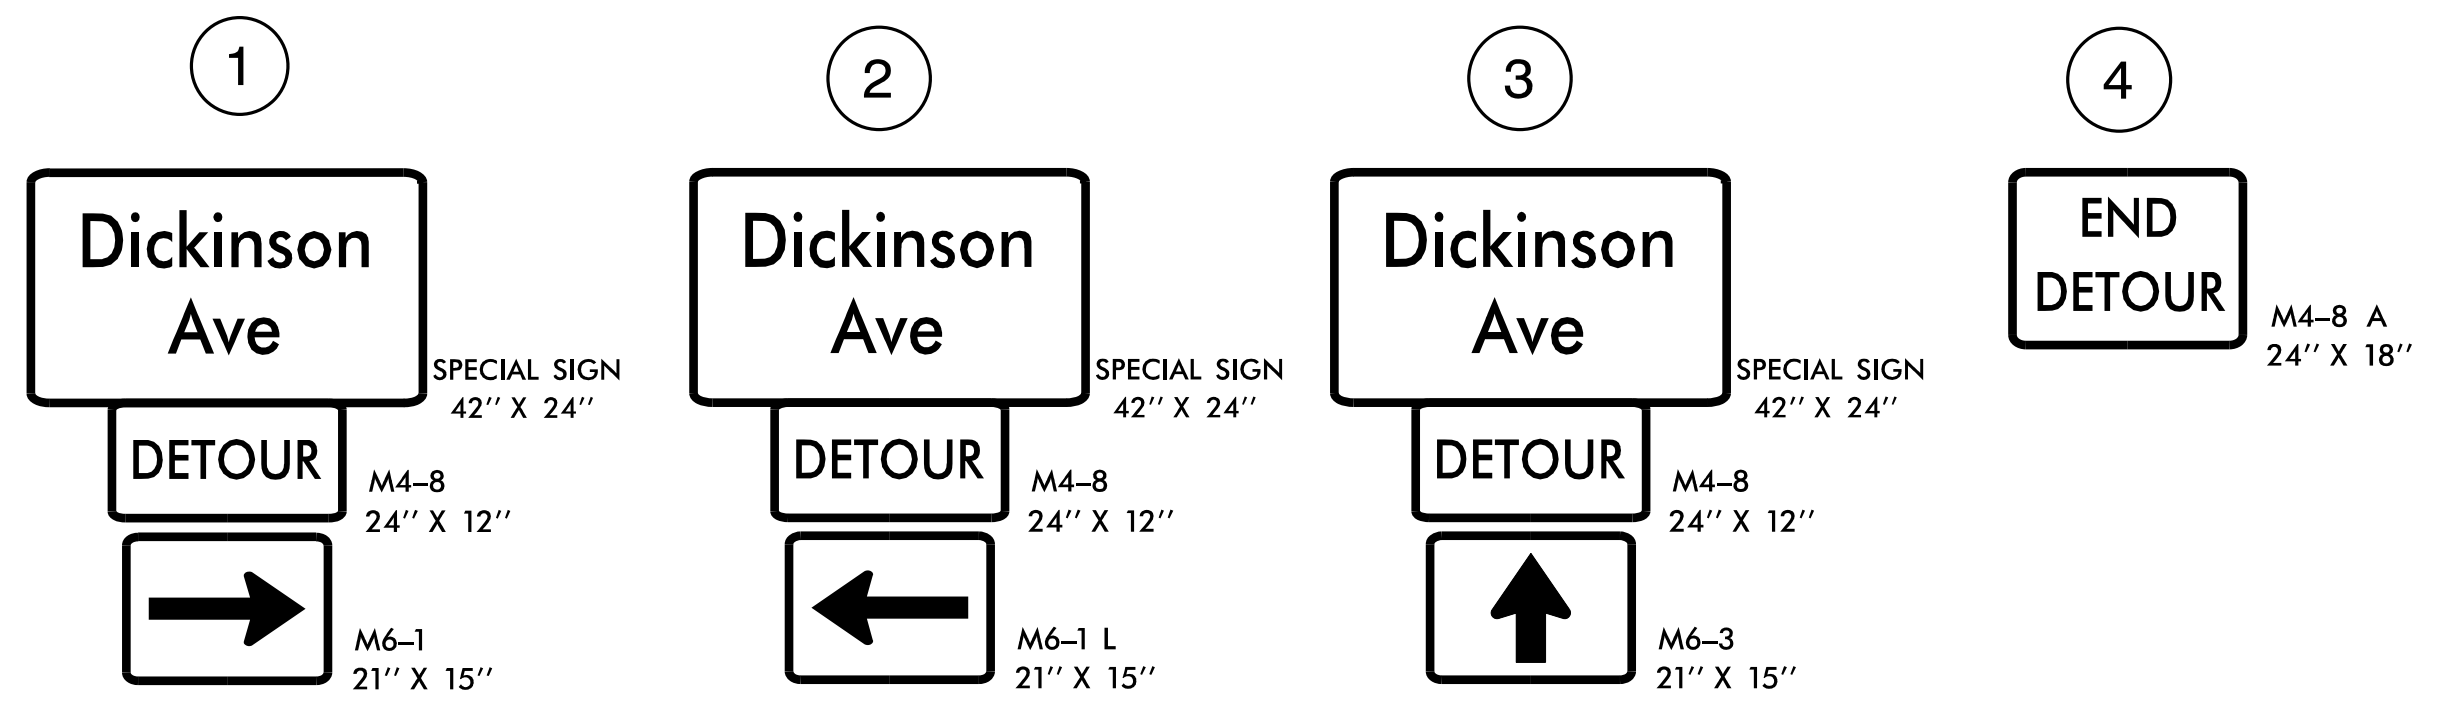 1
Dickinson
Ave
SPECIAL SIGN
42'' X 24''
DETOUR
M4–8
24'' X 12''
M6–1
21'' X 15''
2
Dickinson
Ave
SPECIAL SIGN
42'' X 24''
DETOUR
M4–8
24'' X 12''
M6–1 L
21'' X 15''
3
Dickinson
Ave
SPECIAL SIGN
42'' X 24''
DETOUR
M4–8
24'' X 12''
M6–3
21'' X 15''
4
END
DETOUR
M4–8 A
24'' X 18''